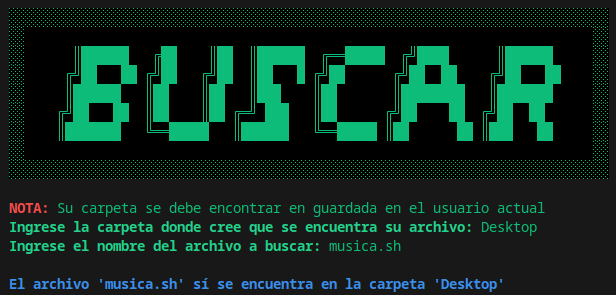 BUSCAR
NOTA: Su carpeta se debe encontrar en guardada en el usuario actual
Ingrese la carpeta donde cree que se encuentra su archivo: Desktop
Ingrese el nombre del archivo a buscar: musica.sh
El archivo 'musica.sh' sí se encuentra en la carpeta 'Desktop'